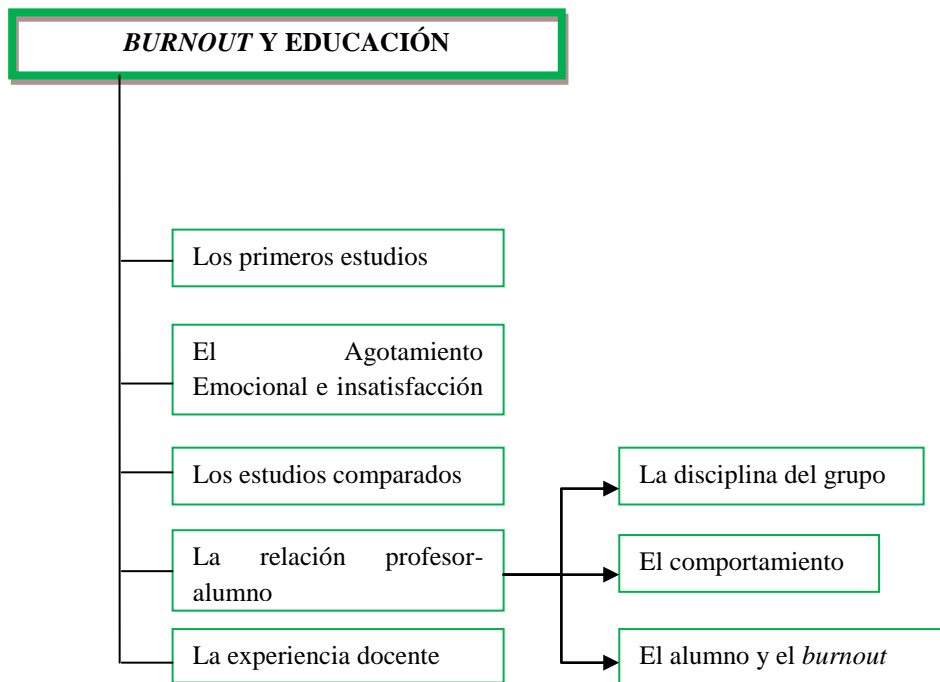 BURNOUT Y EDUCACIÓN
Los primeros estudios
El Agotamiento
Emocional e insatisfacción
Los estudios comparados
La relación profesor-
alumno
La experiencia docente
La disciplina del grupo
El comportamiento
El alumno y el burnout